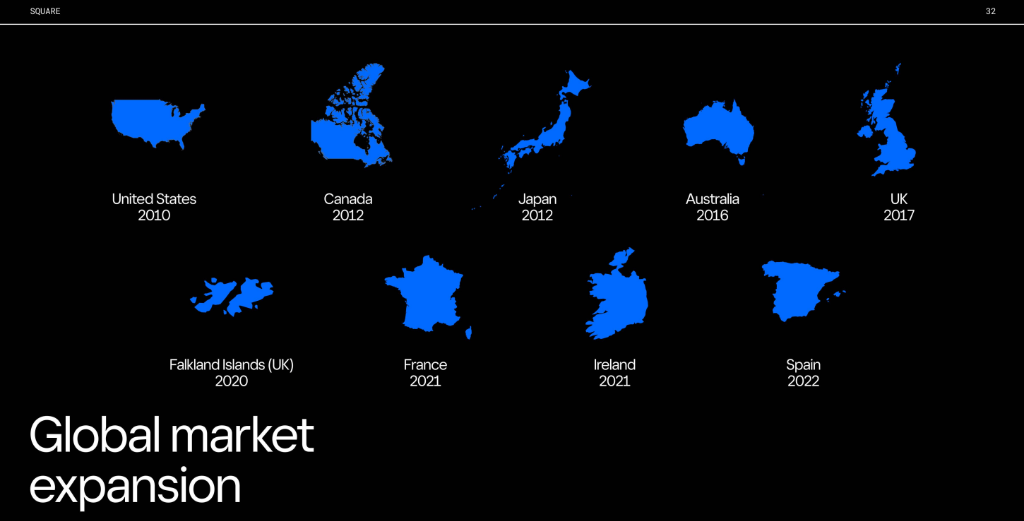 SQUARE
32
United States
2010
Canada
2012
Japan
2012
Australia
2016
UK
2017
Falkland Islands (UK)
2020
France
2021
Ireland
2021
Spain
2022
Global market
expansion